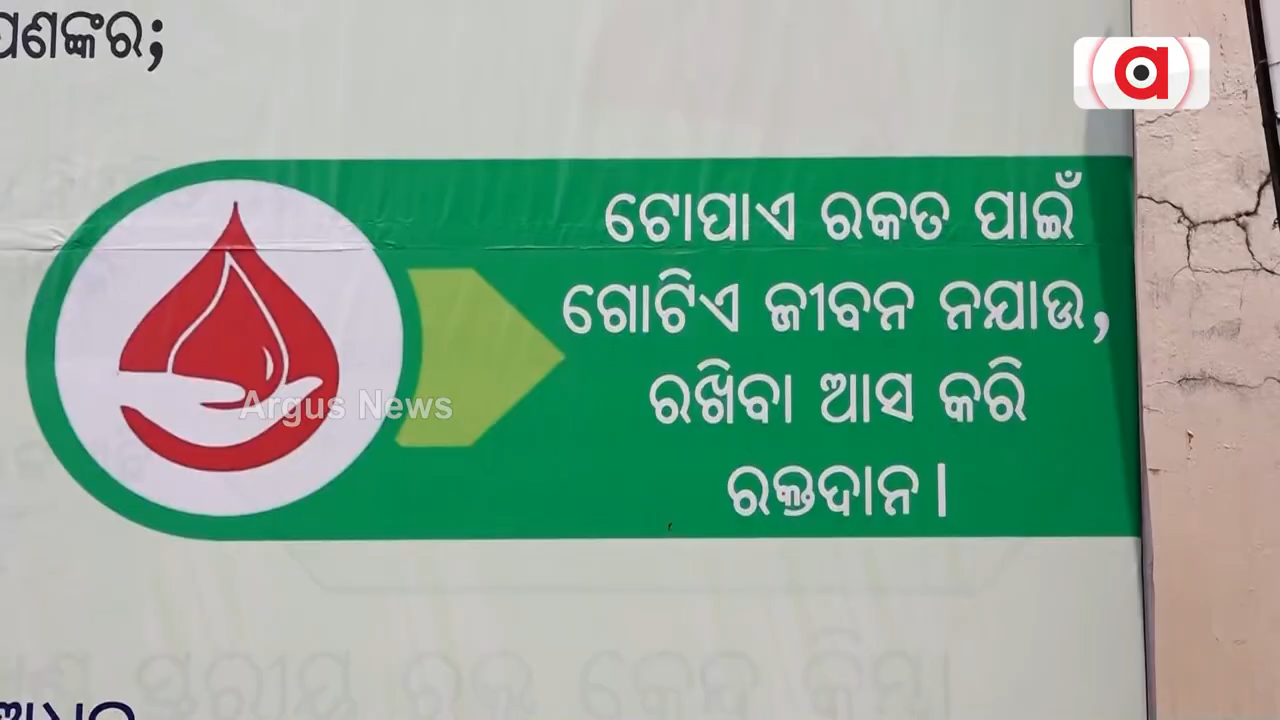 ପଣଙ୍କର;
ଟୋପାଏ ରକତ ପାଇଁ
ଗୋଟିଏ ଜୀବନ ନଯାଉ,
ରଖିବା ଆସ କରି
ରକ୍ତଦାନ।
Argus News